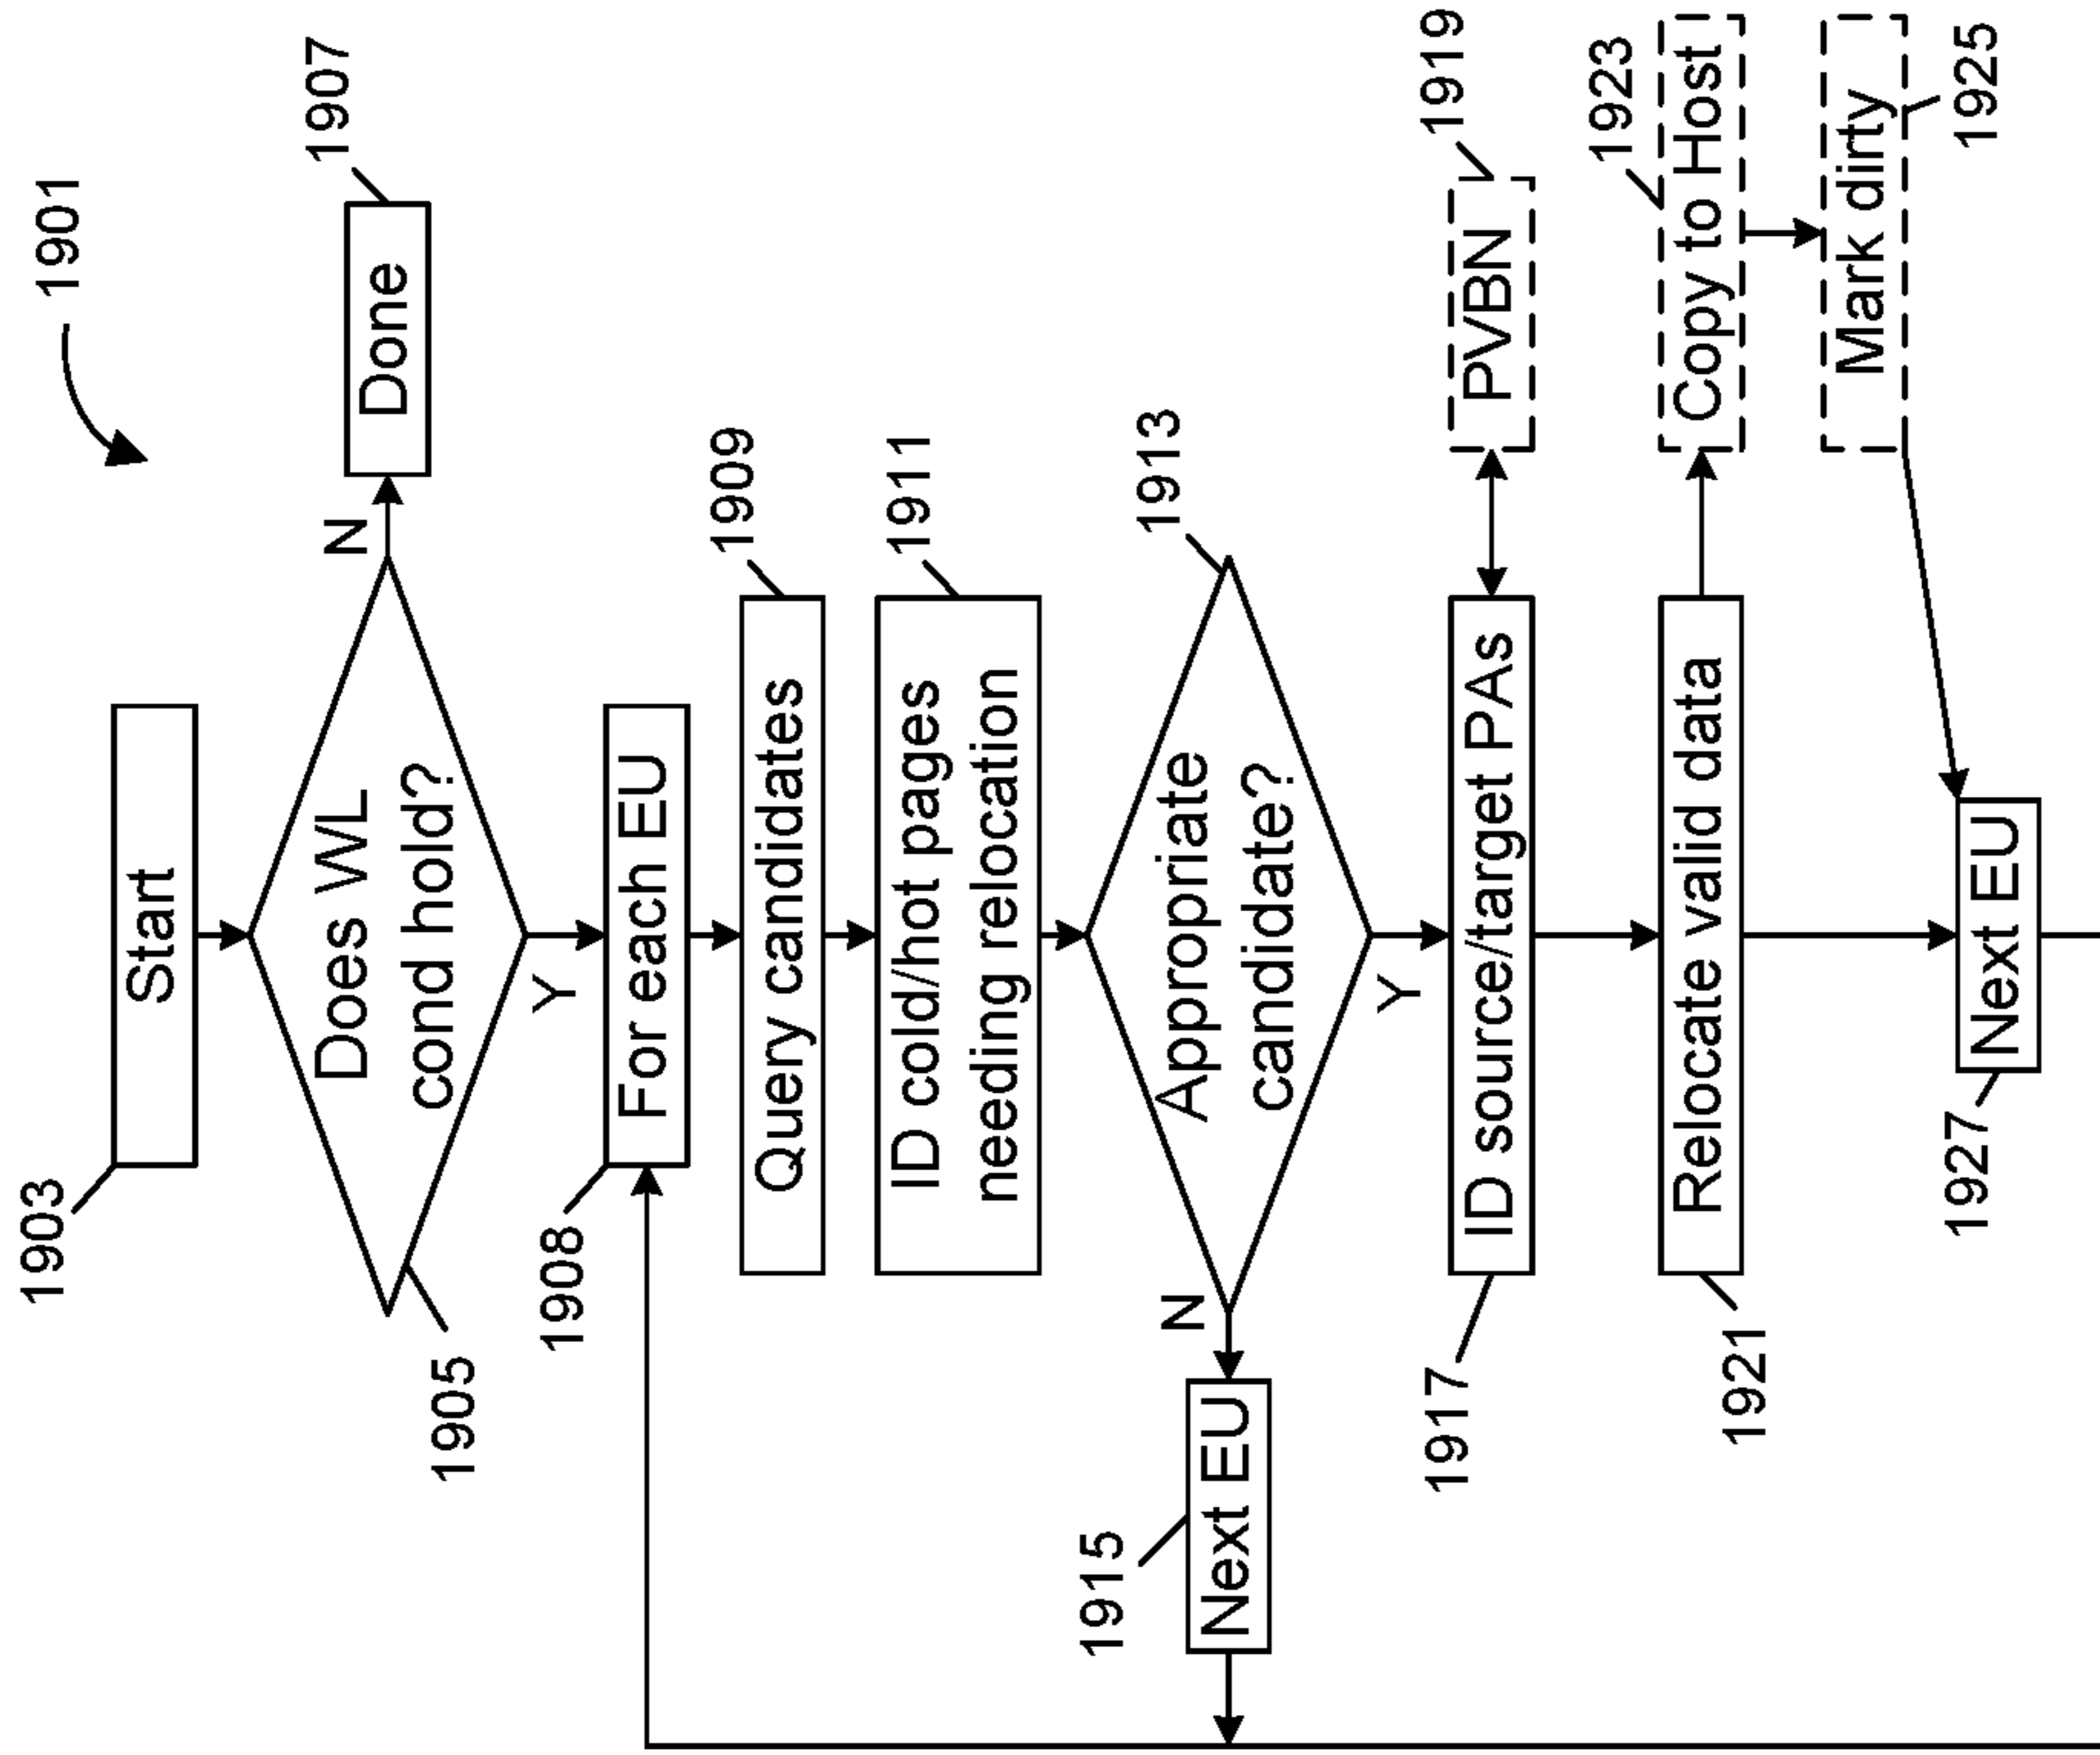 1901
1903
Start
1905
Does WL
cond hold?
N
1907
Done
Y
1908
For each EU
1909
Query candidates
1911
ID cold/hot pages
needing relocation
1913
Appropriate
candidate?
N
1915
Next EU
Y
1917
ID source/target PAs
1919
PVBN
1921
Relocate valid data
1923
Copy to Host
Mark dirty
1925
1927
Next EU